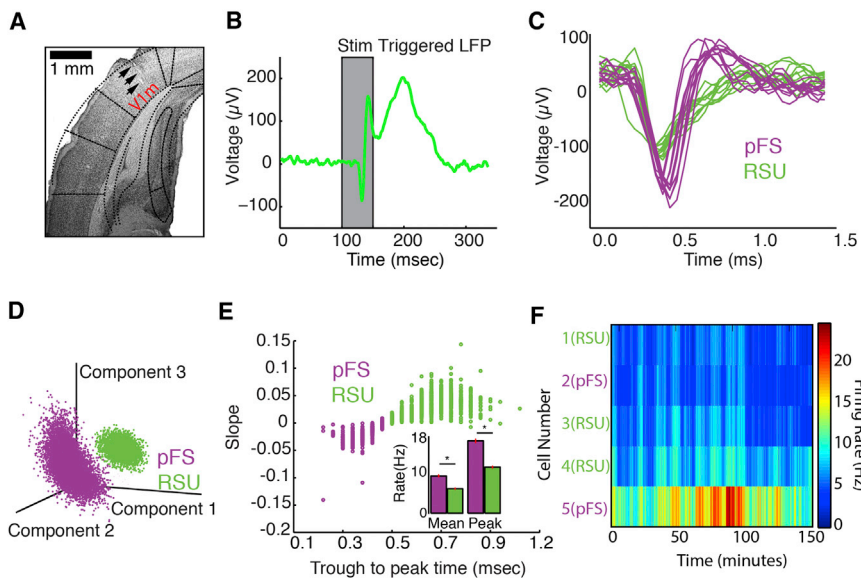 A
1 mm
V1m
B
Stim Triggered LFP
Voltage (µV)
200
100
0
−100
0
100
200
300
Time (msec)
C
Voltage (µV)
100
0
-100
-200
pFS
RSU
0.0
0.5
1.0
1.5
Time (ms)
D
Component 3
pFS
RSU
Component 1
Component 2
E
Slope
0.15
0.1
0.05
0
-0.05
-0.1
-0.15
-0.2
pFS
RSU
Rate(Hz)
18
10
0
*
*
Mean
Peak
0.1
0.3
0.5
0.7
0.9
1.2
Trough to peak time (msec)
F
Cell Number
1(RSU)
2(pFS)
3(RSU)
4(RSU)
5(pFS)
0
50
100
150
Time (minutes)
20
15
10
5
0
Rate (Hz)